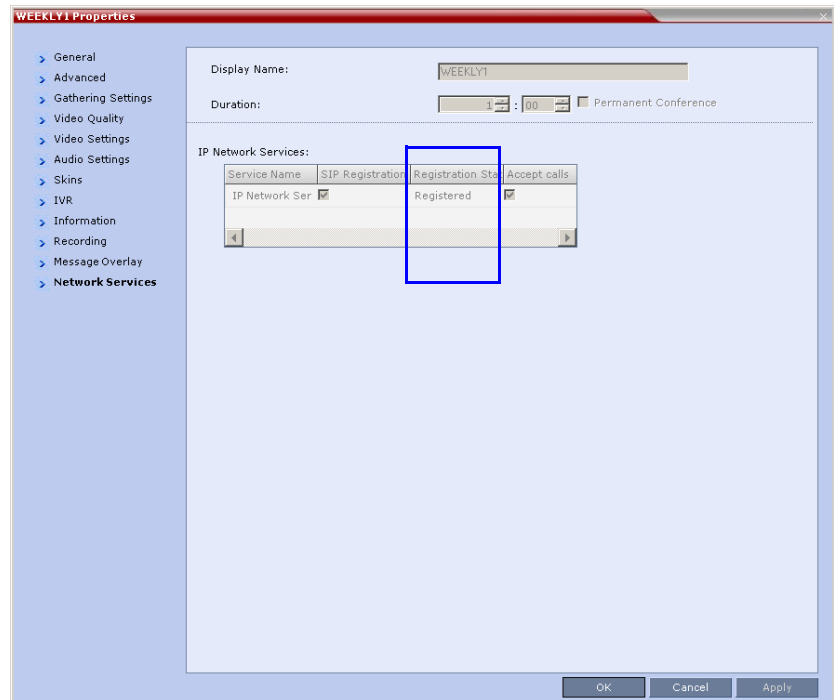 WEEKLY1 Properties
General
Advanced
Gathering Settings
Video Quality
Video Settings
Audio Settings
Skins
IVR
Information
Recording
Message Overlay
Network Services
Display Name: WEEKLY1
Duration: 1 : 00 Permanent Conference
IP Network Services:
Service Name SIP Registration Registration Stat Accept calls
IP Network Ser Registered
OK Cancel Apply